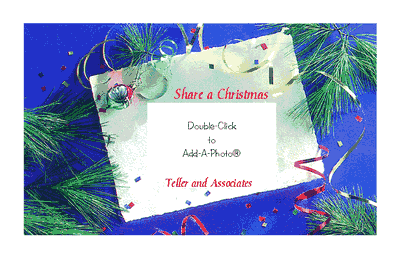 Share a Christmas
Double-Click
to
Add-A-Photo®
Teller and Associates